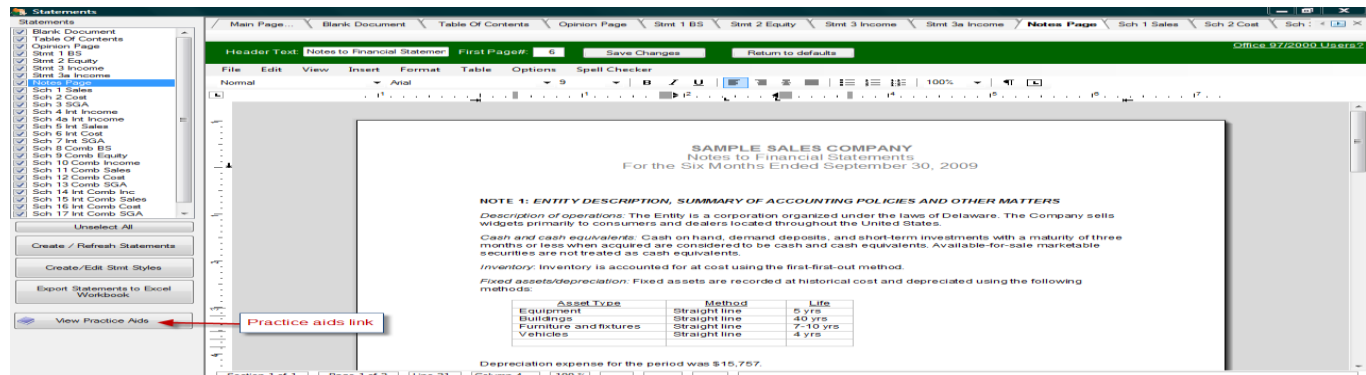 Statements
Statements
Blank Document
Table Of Contents
Opinion Page
Stmt 1 BS
Stmt 2 Equity
Stmt 3 Income
Stmt 3a Income
Notes Page
Sch 1 Sales
Sch 2 Cost
Sch 3 SGA
Sch 4 Int Income
Sch 4a Int Income
Sch 5 Int Sales
Sch 6 Int Cost
Sch 7 Int SGA
Sch 8 Comb BS
Sch 9 Comb Equity
Sch 10 Comb Income
Sch 11 Comb Sales
Sch 12 Comb Cost
Sch 13 Comb SGA
Sch 14 Int Comb Inc
Sch 15 Int Comb Sales
Sch 16 Int Comb Cost
Sch 17 Int Comb SGA
Unselect All
Create / Refresh Statements
Create/Edit Stmt Styles
Export Statements to Excel
Workbook
View Practice Aids
Practice aids link
Main Page... Blank Document Table Of Contents Opinion Page Stmt 1 BS Stmt 2 Equity Stmt 3 Income Stmt 3a Income Notes Page Sch 1 Sales Sch 2 Cost Sch
Office 97/2000 Users?
Header Text: Notes to Financial Statemer First Page#: 6 Save Changes Return to defaults
File Edit View Insert Format Table Options Spell Checker
Normal Arial 9 B I U 100% ¶
SAMPLE SALES COMPANY
Notes to Financial Statements
For the Six Months Ended September 30, 2009
NOTE 1: ENTITY DESCRIPTION, SUMMARY OF ACCOUNTING POLICIES AND OTHER MATTERS
Description of operations: The Entity is a corporation organized under the laws of Delaware. The Company sells
widgets primarily to consumers and dealers located throughout the United States.
Cash and cash equivalents: Cash on hand, demand deposits, and short-term investments with a maturity of three
months or less when acquired are considered to be cash and cash equivalents. Available-for-sale marketable
securities are not treated as cash equivalents.
Inventory: Inventory is accounted for at cost using the first-first-out method.
Fixed assets/depreciation: Fixed assets are recorded at historical cost and depreciated using the following
methods:
Asset Type Method Life
Equipment Straight line 5 yrs
Buildings Straight line 40 yrs
Furniture and fixtures Straight line 7-10 yrs
Vehicles Straight line 4 yrs
Depreciation expense for the period was $15,757.